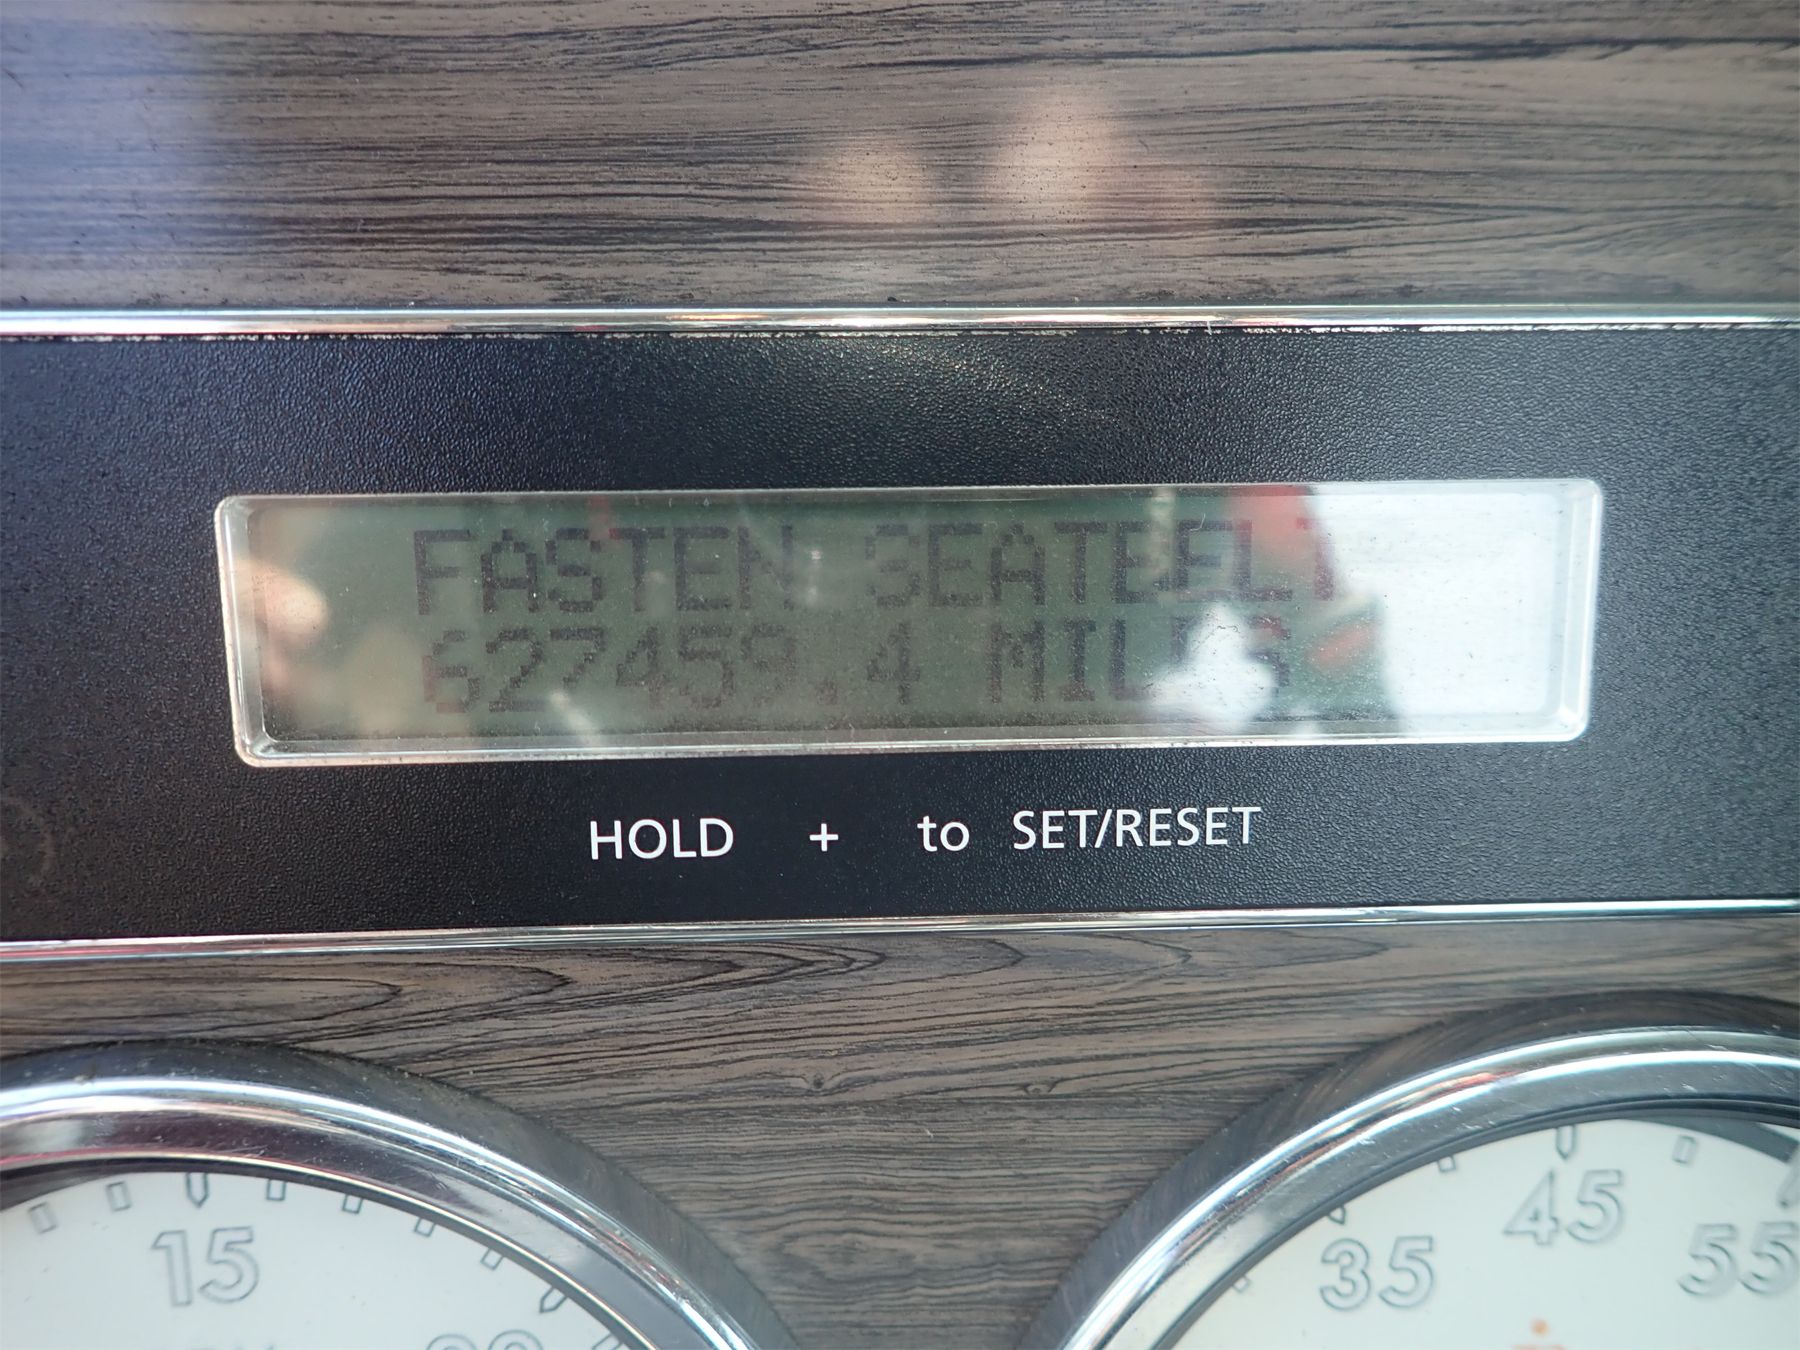 FASTEN SEATBELT
627459.4 MILES
HOLD + to SET/RESET
15
35
45
55